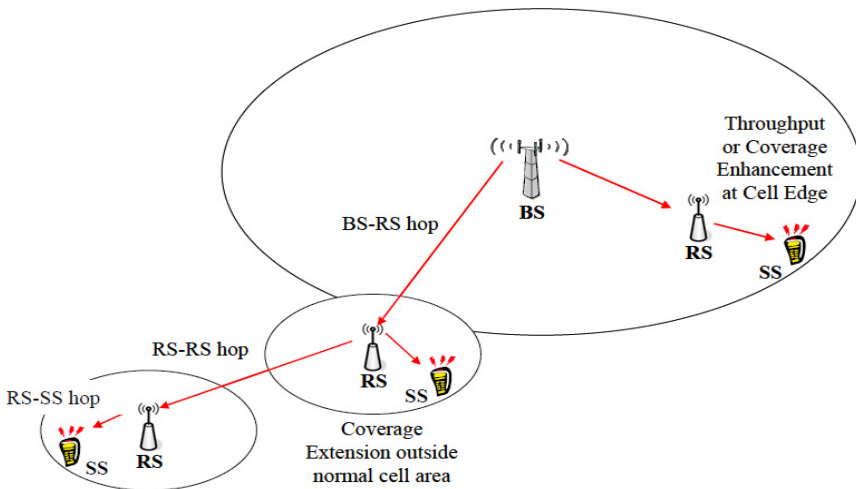 Throughput
or Coverage
Enhancement
at Cell Edge
BS
BS-RS hop
RS
SS
RS-RS hop
RS
SS
RS-SS hop
SS
RS
Coverage
Extension outside
normal cell area